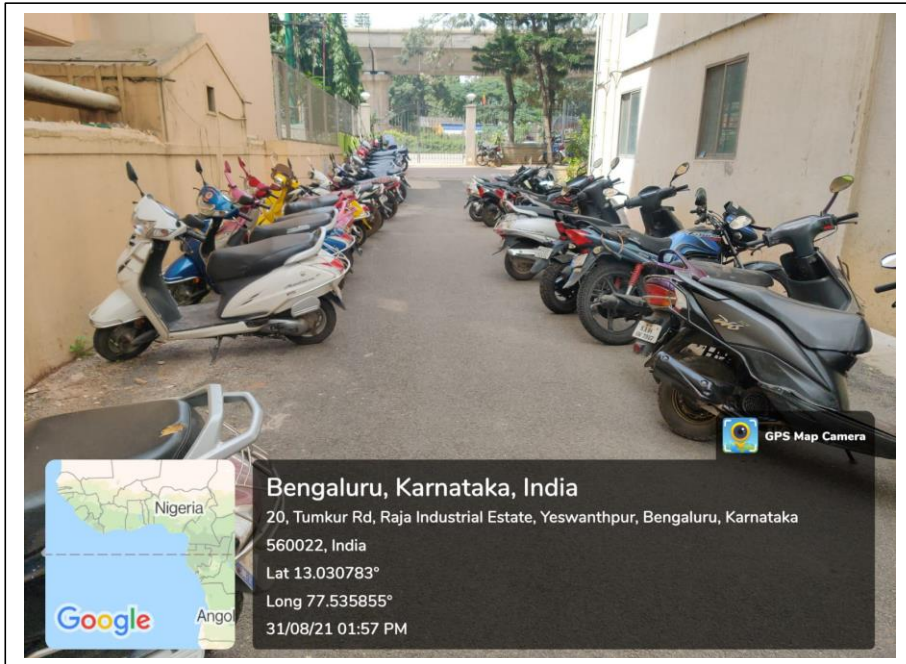 GPS Map Camera
Nigeria
Angol
Google
Bengaluru, Karnataka, India
20, Tumkur Rd, Raja Industrial Estate, Yeswanthpur, Bengaluru, Karnataka
560022, India
Lat 13.030783°
Long 77.535855°
31/08/21 01:57 PM